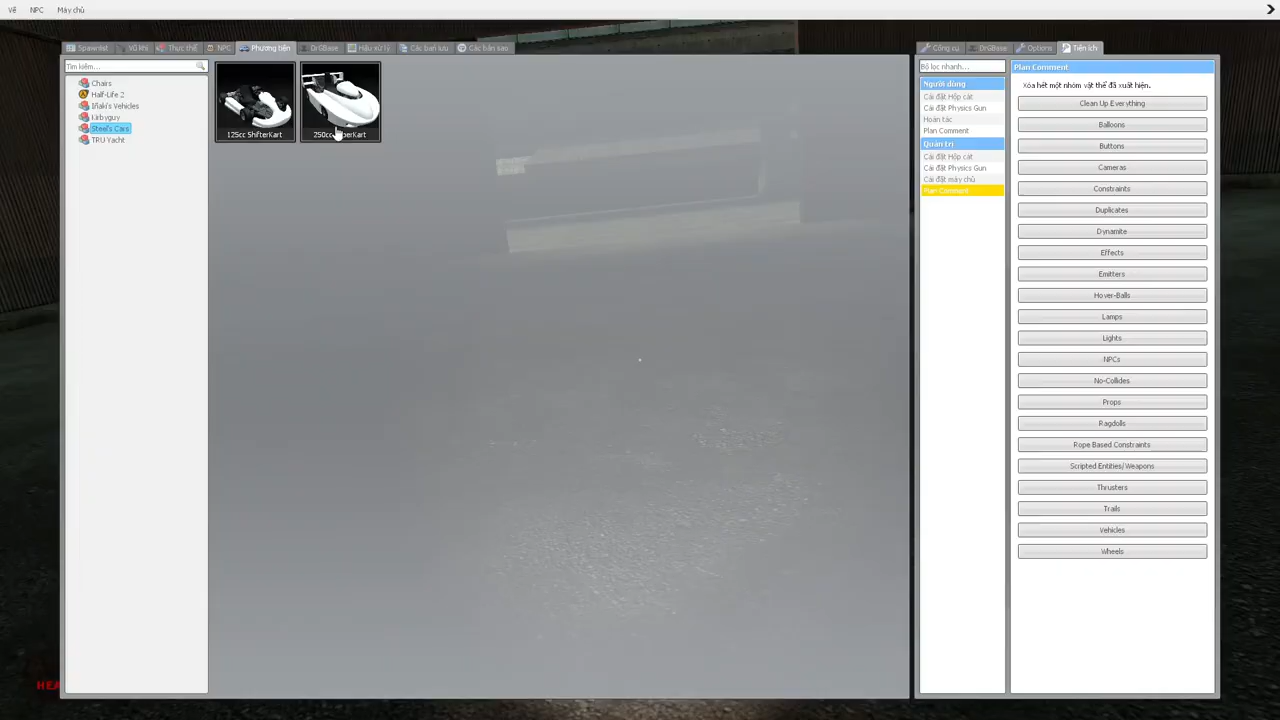 Vẽ NPC Máy chủ
Spawnlist Vũ khí Thực thể NPC Phương tiện DrGBase Hậu xử lý Các bản lưu Các bản sao
Công cụ DrGBase Options Tiện ích
Tìm kiếm...
Chairs
Half-Life 2
Iñaki's Vehicles
Kirbyguy
Steel's Cars
TRU Yacht
125cc ShifterKart
Bộ lọc nhanh...
Người dùng
Cài đặt Hộp cát
Cài đặt Physics Gun
Hoàn tác
Plan Comment
Quản trị
Cài đặt Hộp cát
Cài đặt Physics Gun
Cài đặt máy chủ
Plan Comment
Plan Comment
Xóa hết một nhóm vật thể đã xuất hiện.
Clean Up Everything
Balloons
Buttons
Cameras
Constraints
Duplicates
Dynamite
Effects
Emitters
Hover-Balls
Lamps
Lights
NPCs
No-Collides
Props
Ragdolls
Rope Based Constraints
Scripted Entities/Weapons
Thrusters
Trails
Vehicles
Wheels